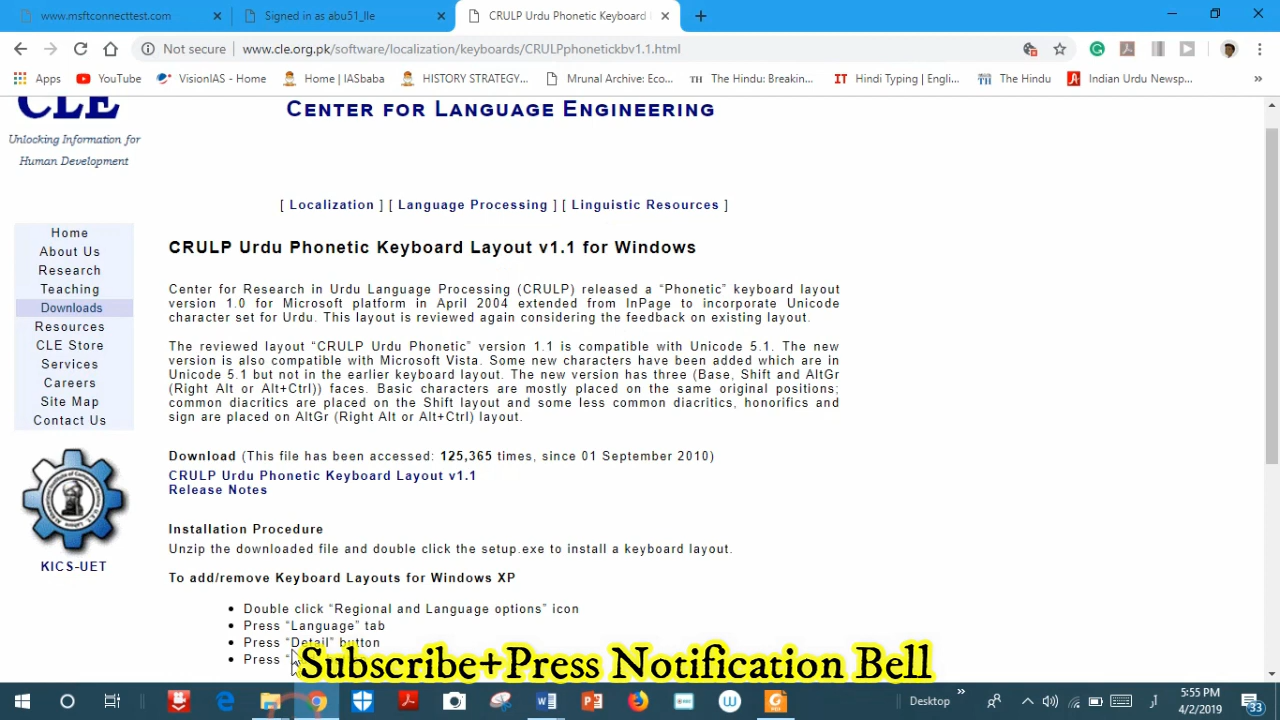 www.msftconnecttest.com
Signed in as abu51_lle
CRULP Urdu Phonetic Keyboard
Not secure
www.cle.org.pk/software/localization/keyboards/CRULPphonetickbv1.1.html
Apps
YouTube
VisionIAS - Home
Home | IASbaba
HISTORY STRATEGY...
Mrunal Archive: Eco...
TH The Hindu: Breakin...
IT Hindi Typing | Engli...
The Hindu
Indian Urdu Newsp...
»
CLE
Unlocking Information for
Human Development
CENTER FOR LANGUAGE ENGINEERING
[ Localization ] [ Language Processing ] [ Linguistic Resources ]
Home
About Us
Research
Teaching
Downloads
Resources
CLE Store
Services
Careers
Site Map
Contact Us
KICS-UET
CRULP Urdu Phonetic Keyboard Layout v1.1 for Windows
Center for Research in Urdu Language Processing (CRULP) released a “Phonetic” keyboard layout
version 1.0 for Microsoft platform in April 2004 extended from InPage to incorporate Unicode
character set for Urdu. This layout is reviewed again considering the feedback on existing layout.
The reviewed layout “CRULP Urdu Phonetic” version 1.1 is compatible with Unicode 5.1. The new
version is also compatible with Microsoft Vista. Some new characters have been added which are in
Unicode 5.1 but not in the earlier keyboard layout. The new version has three (Base, Shift and AltGr
(Right Alt or Alt+Ctrl)) faces. Basic characters are mostly placed on the same original positions;
common diacritics are placed on the Shift layout and some less common diacritics, honorifics and
sign are placed on AltGr (Right Alt or Alt+Ctrl) layout.
Download (This file has been accessed: 125,365 times, since 01 September 2010)
CRULP Urdu Phonetic Keyboard Layout v1.1
Release Notes
Installation Procedure
Unzip the downloaded file and double click the setup.exe to install a keyboard layout.
To add/remove Keyboard Layouts for Windows XP
• Double click “Regional and Language options” icon
• Press “Language” tab
• Press “Detail” button
• Press “
Subscribe+Press Notification Bell
Desktop
»
5:55 PM
4/2/2019
33